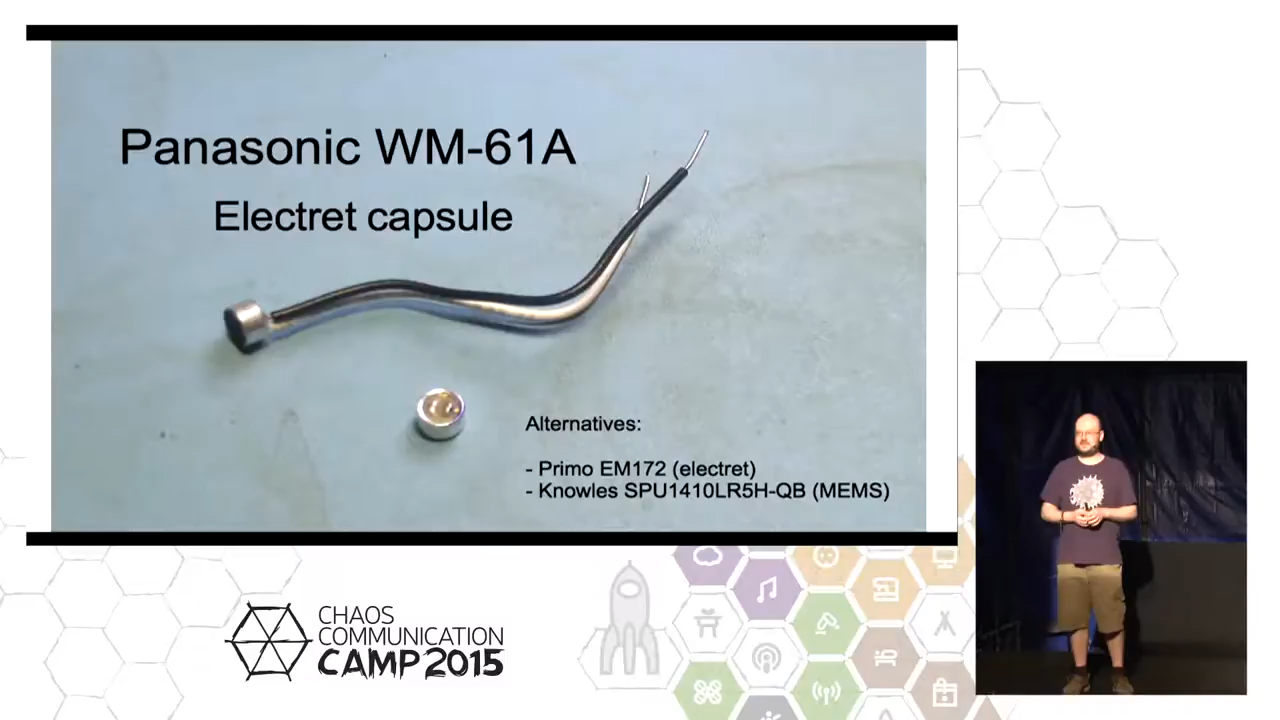 Panasonic WM-61A
Electret capsule
Alternatives:
- Primo EM172 (electret)
- Knowles SPU1410LR5H-QB (MEMS)
CHAOS
COMMUNICATION
CAMP 2015